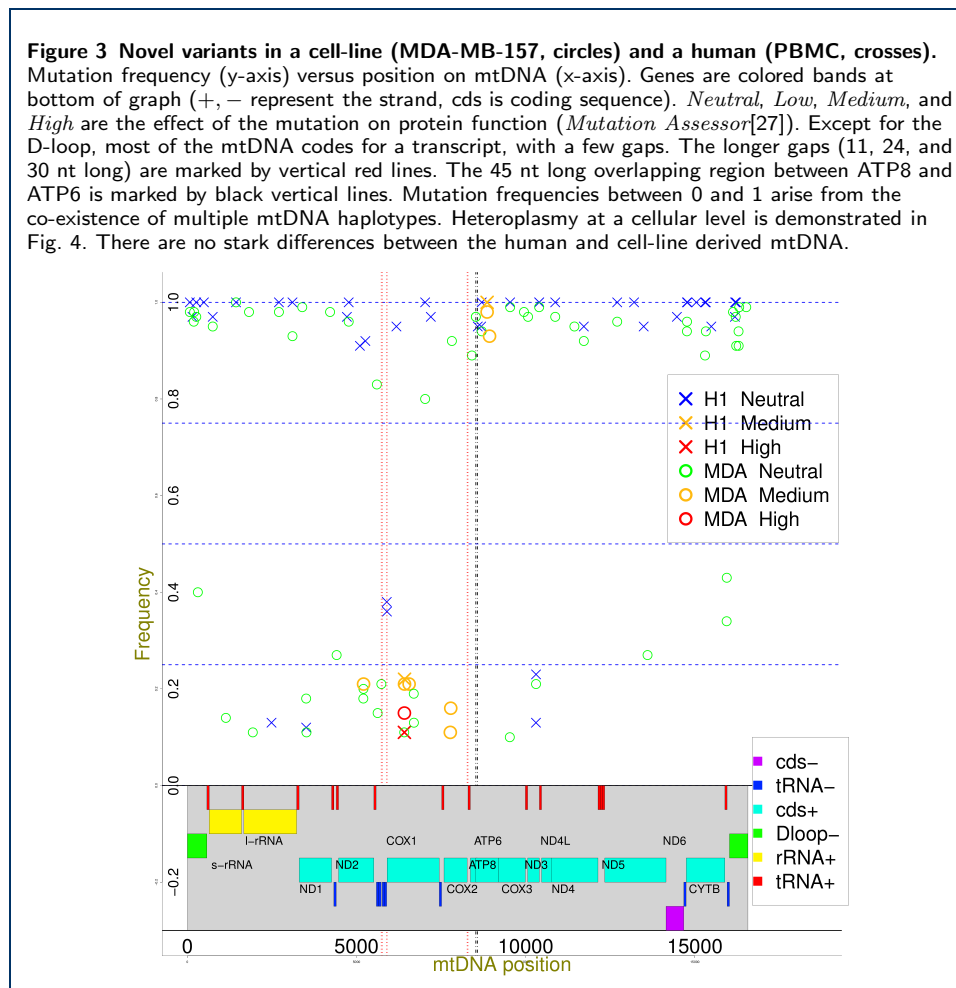 Figure 3 Novel variants in a cell-line (MDA-MB-157, circles) and a human (PBMC, crosses).
Mutation frequency (y-axis) versus position on mtDNA (x-axis). Genes are colored bands at
bottom of graph (+, − represent the strand, cds is coding sequence). Neutral, Low, Medium, and
High are the effect of the mutation on protein function (Mutation Assessor[27]). Except for the
D-loop, most of the mtDNA codes for a transcript, with a few gaps. The longer gaps (11, 24, and
30 nt long) are marked by vertical red lines. The 45 nt long overlapping region between ATP8 and
ATP6 is marked by black vertical lines. Mutation frequencies between 0 and 1 arise from the
co-existence of multiple mtDNA haplotypes. Heteroplasmy at a cellular level is demonstrated in
Fig. 4. There are no stark differences between the human and cell-line derived mtDNA.
1.0
0.8
0.6
0.4
0.2
0.0
−0.2
Frequency
H1 Neutral
H1 Medium
H1 High
MDA Neutral
MDA Medium
MDA High
cds−
tRNA−
cds+
Dloop−
rRNA+
tRNA+
l−rRNA
COX1
ATP6
ND4L
ND6
s−rRNA
ND2
ATP8
ND3
ND5
ND1
COX2
COX3
ND4
CYTB
0
5000
10000
15000
mtDNA position